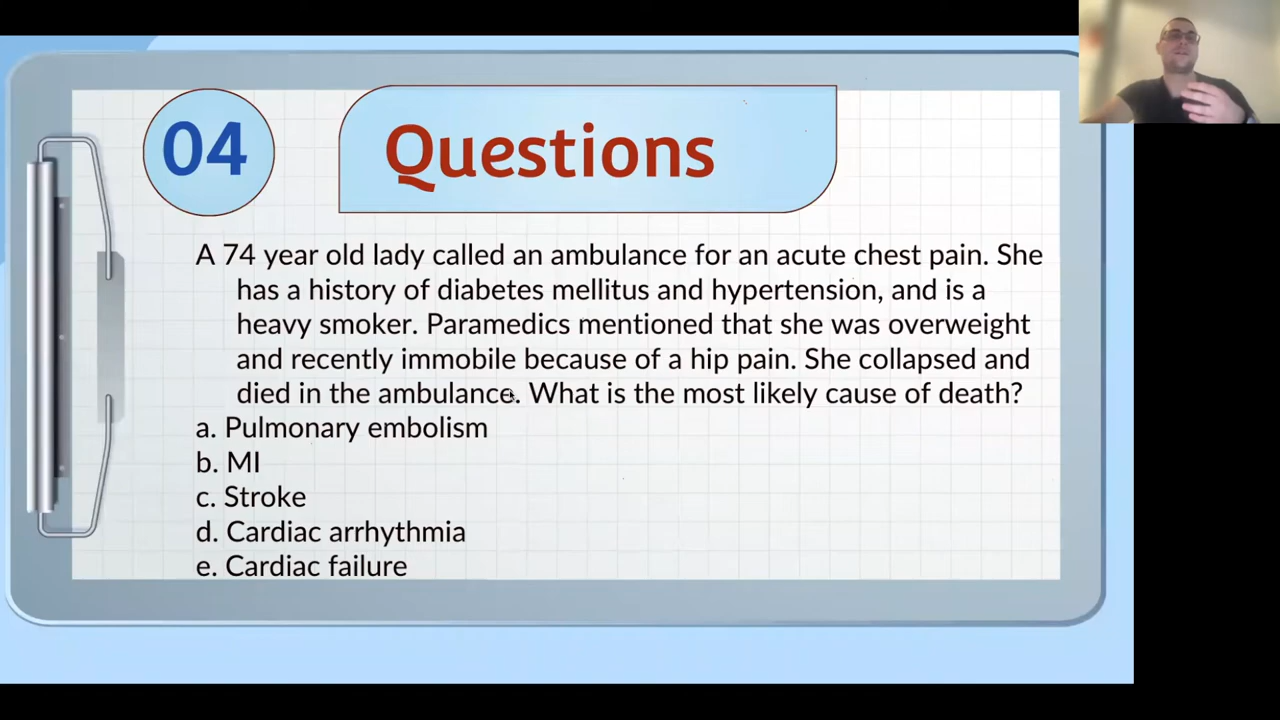 04
Questions
A 74 year old lady called an ambulance for an acute chest pain. She
has a history of diabetes mellitus and hypertension, and is a
heavy smoker. Paramedics mentioned that she was overweight
and recently immobile because of a hip pain. She collapsed and
died in the ambulance. What is the most likely cause of death?
a. Pulmonary embolism
b. MI
c. Stroke
d. Cardiac arrhythmia
e. Cardiac failure